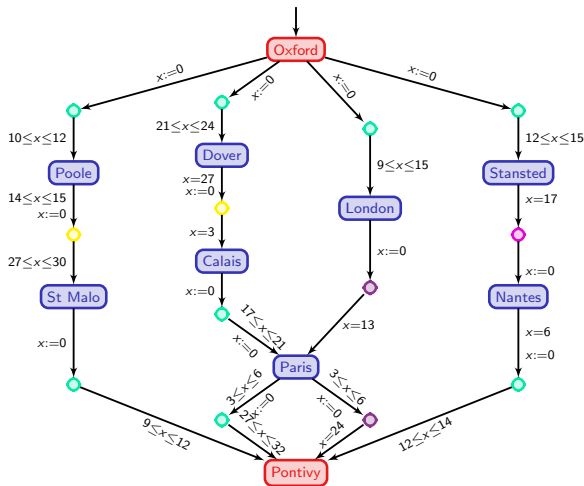 Oxford
x:=0
x:=0
x:=0
x:=0
10≤x≤12
21≤x≤24
9≤x≤15
12≤x≤15
Poole
Dover
London
Stansted
14≤x≤15
x:=0
x=27
x:=0
x:=0
x=17
27≤x≤30
x=3
x:=0
St Malo
Calais
Nantes
x:=0
x:=0
17≤x≤21
x:=0
x=13
x=6
x:=0
Paris
3≤x≤6
x:=0
3≤x≤6
x:=0
9≤x≤12
27≤x≤32
x=24
12≤x≤14
Pontivy